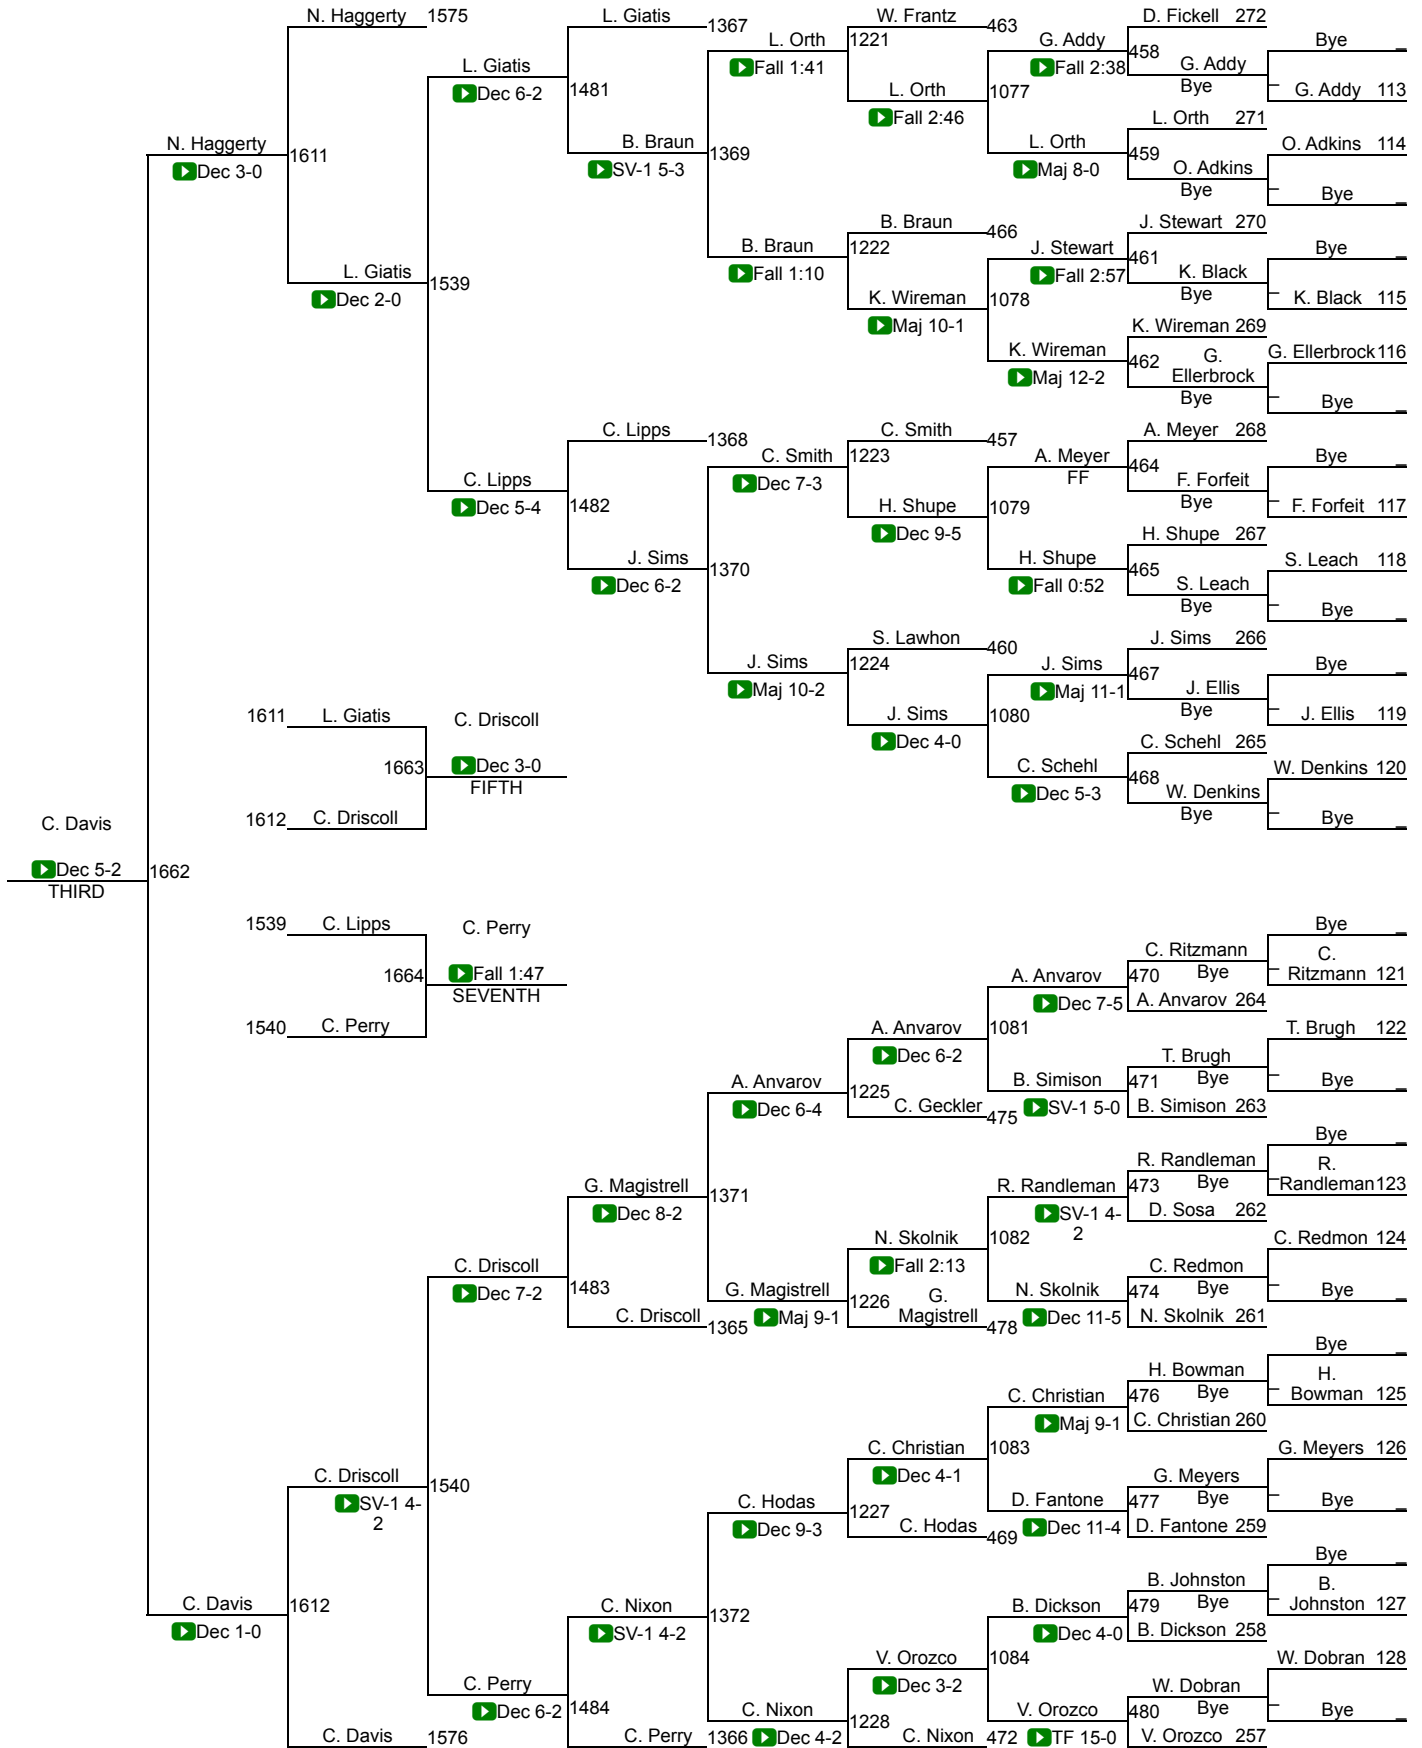 N. Haggerty 1575
L. Giatis 1367
W. Frantz 463
D. Fickell 272
Bye _
L. Orth 1221
Fall 1:41
G. Addy 458
Fall 2:38
G. Addy
Bye
_
G. Addy 113
L. Giatis
Dec 6-2
1481
L. Orth 1077
Fall 2:46
L. Orth 271
O. Adkins 114
N. Haggerty
Dec 3-0
1611
B. Braun 1369
SV-1 5-3
L. Orth 459
Maj 8-0
O. Adkins
Bye
_
Bye _
B. Braun 466
J. Stewart 270
Bye _
B. Braun 1222
Fall 1:10
J. Stewart 461
Fall 2:57
K. Black
Bye
_
K. Black 115
L. Giatis 1539
Dec 2-0
K. Wireman 1078
Maj 10-1
K. Wireman 269
G. Ellerbrock 116
K. Wireman 462
Maj 12-2
G.
Ellerbrock
Bye
_
Bye _
C. Lipps 1368
C. Smith 457
A. Meyer 268
Bye _
C. Smith 1223
Dec 7-3
A. Meyer 464
FF
F. Forfeit
Bye
_
F. Forfeit 117
C. Lipps
Dec 5-4
1482
H. Shupe 1079
Dec 9-5
H. Shupe 267
S. Leach 118
J. Sims 1370
Dec 6-2
H. Shupe 465
Fall 0:52
S. Leach
Bye
_
Bye _
S. Lawhon 460
J. Sims 266
Bye _
J. Sims 1224
Maj 10-2
J. Sims 467
Maj 11-1
J. Ellis
Bye
_
J. Ellis 119
1611 L. Giatis
C. Driscoll
J. Sims 1080
Dec 4-0
C. Schehl 265
1663
Dec 3-0
FIFTH
C. Schehl 468
Dec 5-3
W. Denkins 120
W. Denkins
Bye
_
Bye _
1612 C. Driscoll
C. Davis
Dec 5-2
THIRD
1662
1539 C. Lipps
C. Perry
Bye _
C. Ritzmann
Bye
_
C.
Ritzmann 121
1664
Fall 1:47
SEVENTH
A. Anvarov 470
Dec 7-5
A. Anvarov 264
1540 C. Perry
A. Anvarov 1081
Dec 6-2
T. Brugh 122
T. Brugh
Bye
_
Bye _
A. Anvarov
Dec 6-4
1225
B. Simison 471
SV-1 5-0
B. Simison 263
C. Geckler 475
Bye _
R. Randleman
Bye
_
R.
Randleman 123
G. Magistrell 1371
Dec 8-2
R. Randleman 473
SV-1 4-
2
D. Sosa 262
N. Skolnik 1082
Fall 2:13
C. Redmon 124
C. Driscoll
Dec 7-2
1483
C. Redmon
Bye
_
Bye _
G. Magistrell
Maj 9-1
1226
G.
Magistrell 478
N. Skolnik 474
Dec 11-5
N. Skolnik 261
C. Driscoll 1365
Bye _
H. Bowman
Bye
_
H.
Bowman 125
C. Christian 476
Maj 9-1
C. Christian 260
C. Christian 1083
Dec 4-1
G. Meyers 126
C. Driscoll 1540
SV-1 4-
2
G. Meyers
Bye
_
Bye _
C. Hodas 1227
Dec 9-3
D. Fantone 477
Dec 11-4
D. Fantone 259
C. Hodas 469
Bye _
B. Johnston
Bye
_
B.
Johnston 127
C. Davis 1612
Dec 1-0
C. Nixon 1372
SV-1 4-2
B. Dickson 479
Dec 4-0
B. Dickson 258
V. Orozco 1084
Dec 3-2
W. Dobran 128
C. Perry
Dec 6-2
1484
W. Dobran
Bye
_
Bye _
C. Nixon
Dec 4-2
1228
V. Orozco 480
TF 15-0
V. Orozco 257
C. Davis 1576
C. Perry 1366
C. Nixon 472